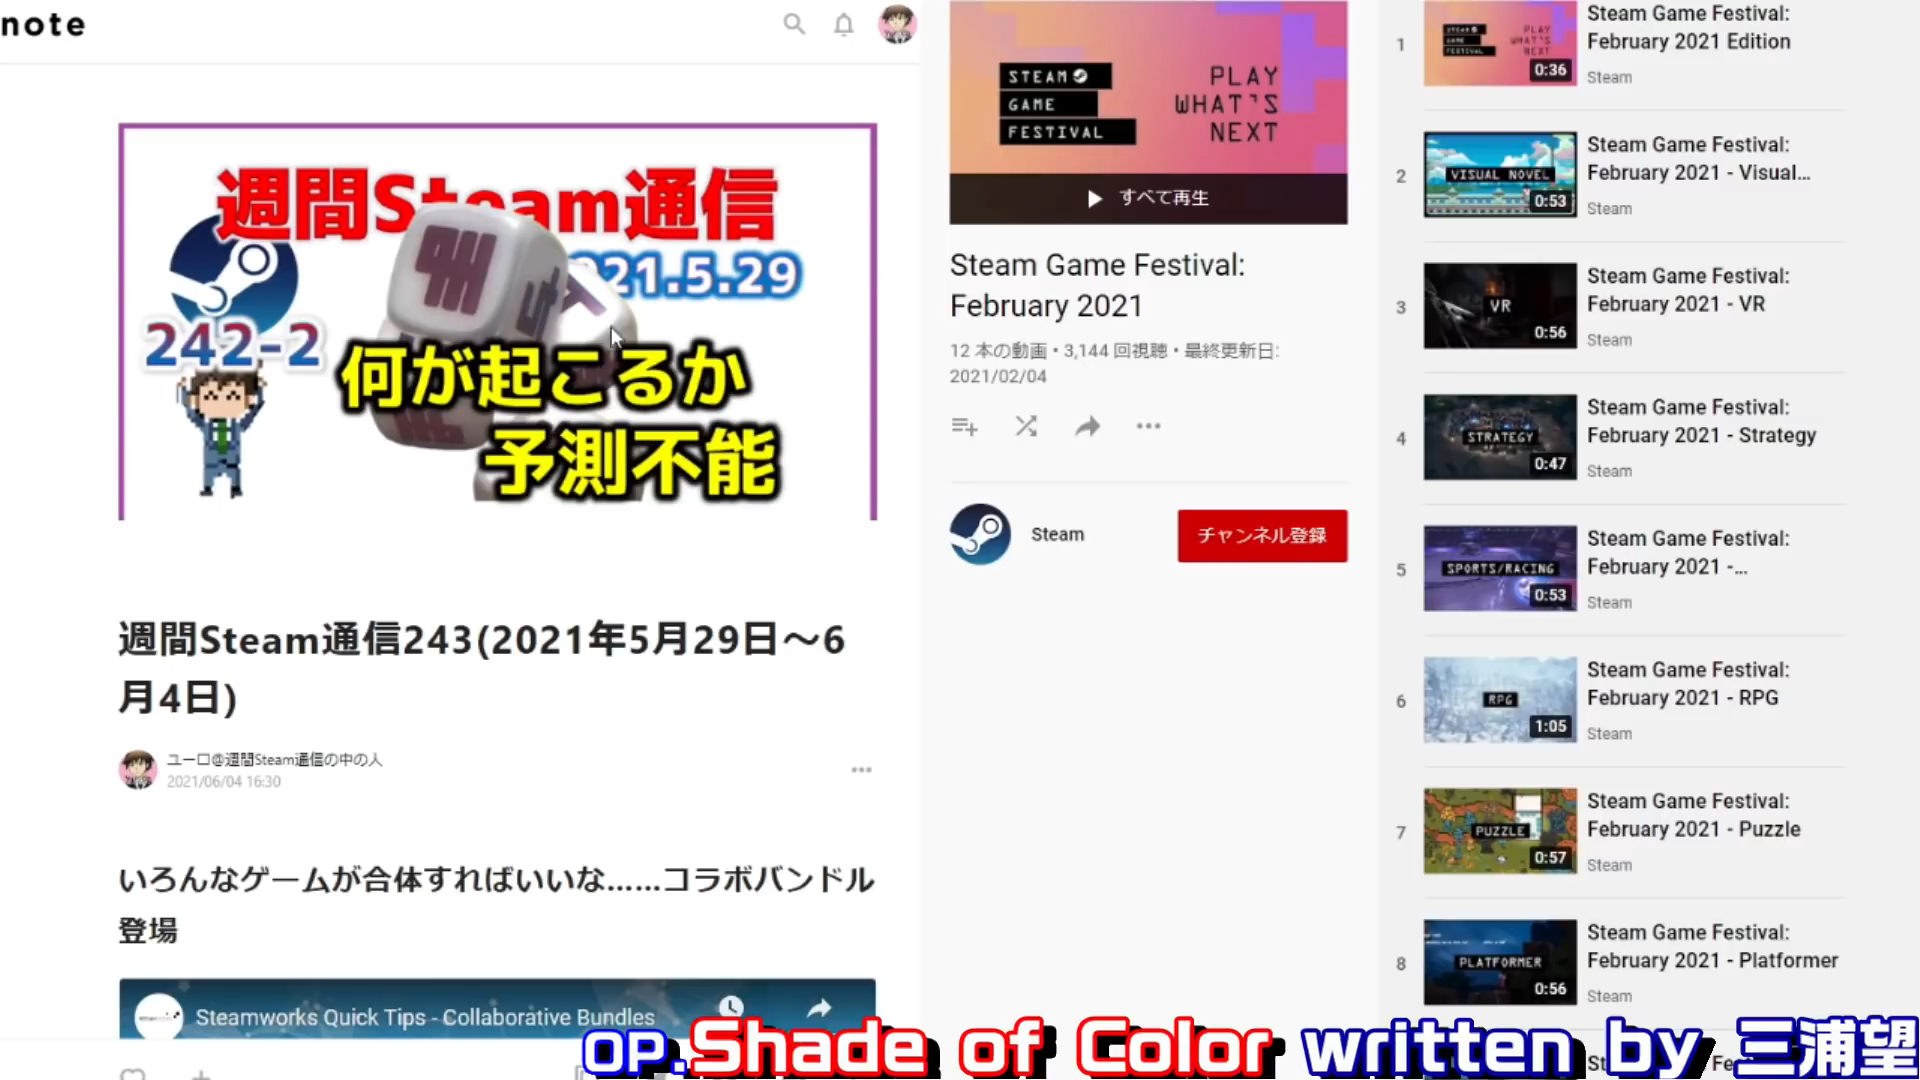 note
週間Steam通信
21.5.29
242-2
何が起こるか
予測不能
週間Steam通信243(2021年5月29日～6
月4日)
ユーロ@週間Steam通信の中の人
2021/06/04 16:30
いろんなゲームが合体すればいいな......コラボバンドル
登場
Steamworks Quick Tips - Collaborative Bundles
STEAM
GAME
FESTIVAL
PLAY
WHAT'S
NEXT
すべて再生
Steam Game Festival:
February 2021
12 本の動画・3,144 回視聴・最終更新日:
2021/02/04
Steam
チャンネル登録
1
STEAM
GAME
FESTIVAL
PLAY
WHAT'S
NEXT
0:36
Steam Game Festival:
February 2021 Edition
Steam
2
VISUAL NOVEL
0:53
Steam Game Festival:
February 2021 - Visual...
Steam
3
VR
0:56
Steam Game Festival:
February 2021 - VR
Steam
4
STRATEGY
0:47
Steam Game Festival:
February 2021 - Strategy
Steam
5
SPORTS/RACING
0:53
Steam Game Festival:
February 2021 -...
Steam
6
RPG
1:05
Steam Game Festival:
February 2021 - RPG
Steam
7
PUZZLE
0:57
Steam Game Festival:
February 2021 - Puzzle
Steam
8
PLATFORMER
0:56
Steam Game Festival:
February 2021 - Platformer
Steam
OP.Shade of Color written by 三浦望